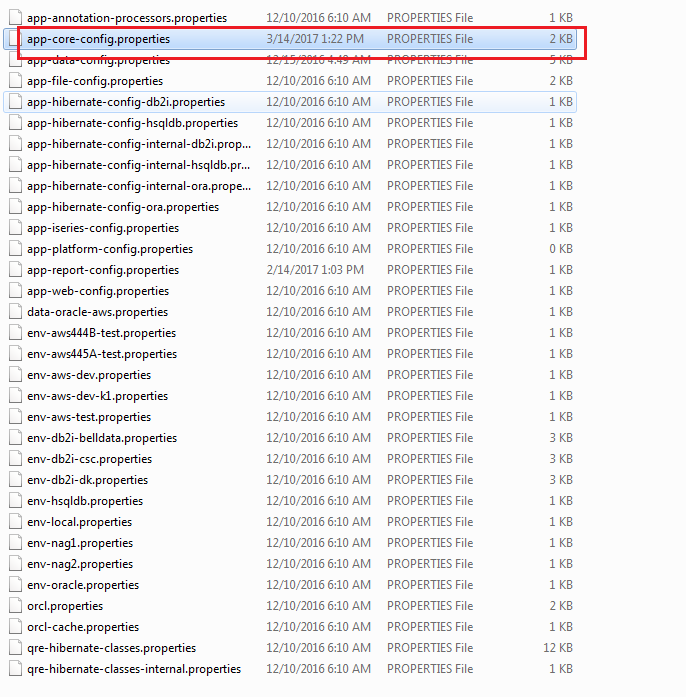 app-annotation-processors.properties 12/10/2016 6:10 AM PROPERTIES File 1 KB
app-core-config.properties 3/14/2017 1:22 PM PROPERTIES File 2 KB
app-data-config.properties 12/15/2016 4:49 AM PROPERTIES File 5 KB
app-file-config.properties 12/10/2016 6:10 AM PROPERTIES File 2 KB
app-hibernate-config-db2i.properties 12/10/2016 6:10 AM PROPERTIES File 1 KB
app-hibernate-config-hsqldb.properties 12/10/2016 6:10 AM PROPERTIES File 1 KB
app-hibernate-config-internal-db2i.prop... 12/10/2016 6:10 AM PROPERTIES File 1 KB
app-hibernate-config-internal-hsqldb.pr... 12/10/2016 6:10 AM PROPERTIES File 1 KB
app-hibernate-config-internal-ora.prope... 12/10/2016 6:10 AM PROPERTIES File 1 KB
app-hibernate-config-ora.properties 12/10/2016 6:10 AM PROPERTIES File 1 KB
app-iseries-config.properties 12/10/2016 6:10 AM PROPERTIES File 1 KB
app-platform-config.properties 12/10/2016 6:10 AM PROPERTIES File 0 KB
app-report-config.properties 2/14/2017 1:03 PM PROPERTIES File 1 KB
app-web-config.properties 12/10/2016 6:10 AM PROPERTIES File 1 KB
data-oracle-aws.properties 12/10/2016 6:10 AM PROPERTIES File 1 KB
env-aws444B-test.properties 12/10/2016 6:10 AM PROPERTIES File 1 KB
env-aws445A-test.properties 12/10/2016 6:10 AM PROPERTIES File 1 KB
env-aws-dev.properties 12/10/2016 6:10 AM PROPERTIES File 1 KB
env-aws-dev-k1.properties 12/10/2016 6:10 AM PROPERTIES File 1 KB
env-aws-test.properties 12/10/2016 6:10 AM PROPERTIES File 1 KB
env-db2i-belldata.properties 12/10/2016 6:10 AM PROPERTIES File 3 KB
env-db2i-csc.properties 12/10/2016 6:10 AM PROPERTIES File 3 KB
env-db2i-dk.properties 12/10/2016 6:10 AM PROPERTIES File 3 KB
env-hsqldb.properties 12/10/2016 6:10 AM PROPERTIES File 1 KB
env-local.properties 12/10/2016 6:10 AM PROPERTIES File 1 KB
env-nag1.properties 12/10/2016 6:10 AM PROPERTIES File 1 KB
env-nag2.properties 12/10/2016 6:10 AM PROPERTIES File 1 KB
env-oracle.properties 12/10/2016 6:10 AM PROPERTIES File 1 KB
orcl.properties 12/10/2016 6:10 AM PROPERTIES File 2 KB
orcl-cache.properties 12/10/2016 6:10 AM PROPERTIES File 1 KB
qre-hibernate-classes.properties 12/10/2016 6:10 AM PROPERTIES File 12 KB
qre-hibernate-classes-internal.properties 12/10/2016 6:10 AM PROPERTIES File 1 KB